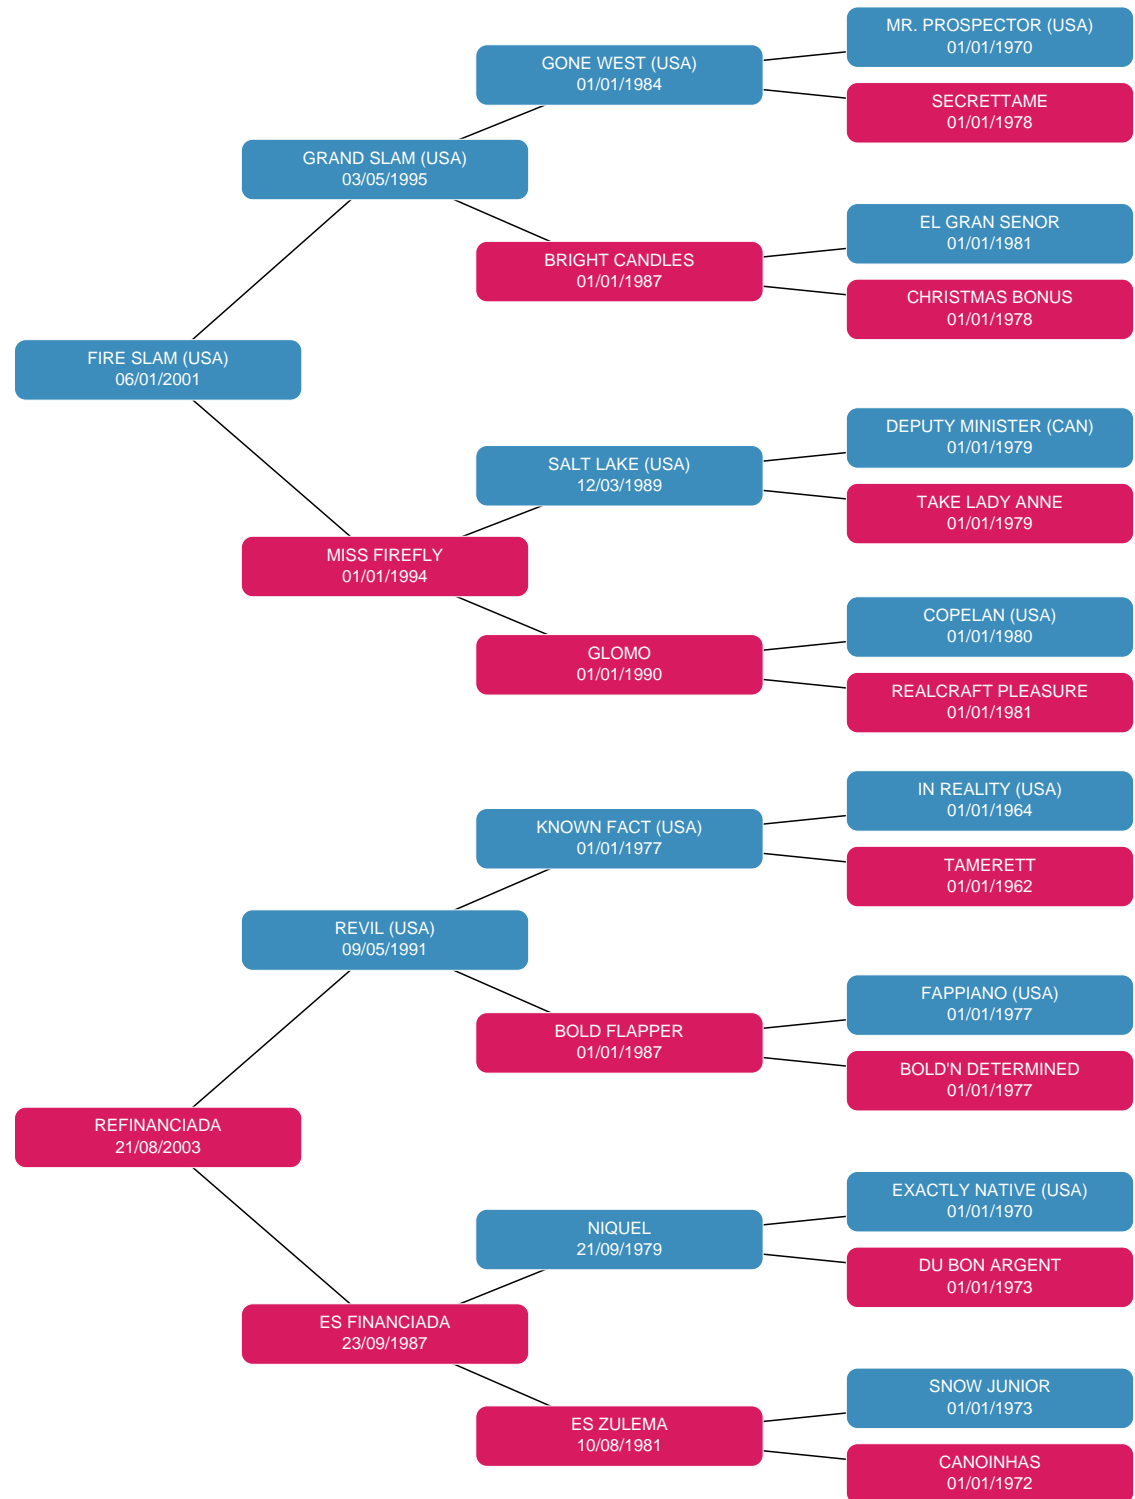 MR. PROSPECTOR (USA)
01/01/1970
GONE WEST (USA)
01/01/1984
SECRETTAME
01/01/1978
GRAND SLAM (USA)
03/05/1995
EL GRAN SENOR
01/01/1981
BRIGHT CANDLES
01/01/1987
CHRISTMAS BONUS
01/01/1978
FIRE SLAM (USA)
06/01/2001
DEPUTY MINISTER (CAN)
01/01/1979
SALT LAKE (USA)
12/03/1989
TAKE LADY ANNE
01/01/1979
MISS FIREFLY
01/01/1994
COPELAN (USA)
01/01/1980
GLOMO
01/01/1990
REALCRAFT PLEASURE
01/01/1981
IN REALITY (USA)
01/01/1964
KNOWN FACT (USA)
01/01/1977
TAMERETT
01/01/1962
REVIL (USA)
09/05/1991
FAPPIANO (USA)
01/01/1977
BOLD FLAPPER
01/01/1987
BOLD'N DETERMINED
01/01/1977
REFINANCIADA
21/08/2003
EXACTLY NATIVE (USA)
01/01/1970
NIQUEL
21/09/1979
DU BON ARGENT
01/01/1973
ES FINANCIADA
23/09/1987
SNOW JUNIOR
01/01/1973
ES ZULEMA
10/08/1981
CANOINHAS
01/01/1972